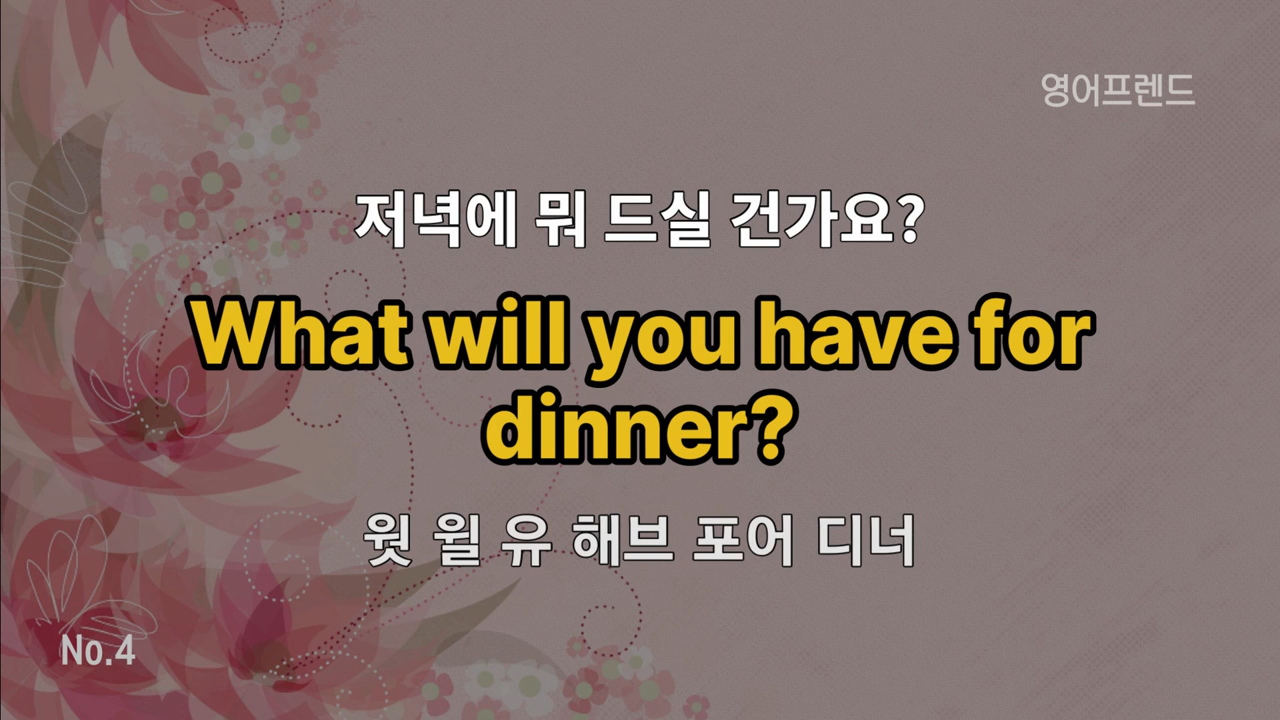 영어프렌드
저녁에 뭐 드실 건가요?
What will you have for
dinner?
왓 윌 유 해브 포어 디너
No.4